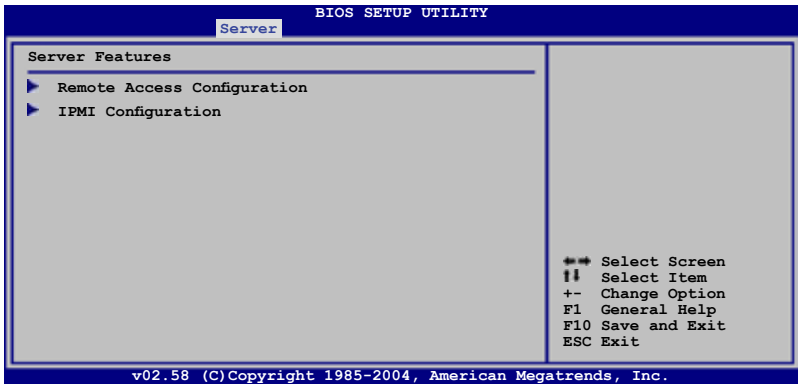 BIOS SETUP UTILITY
Server
Server Features
Remote Access Configuration
IPMI Configuration
Select Screen
Select Item
+- Change Option
F1 General Help
F10 Save and Exit
ESC Exit
v02.58 (C)Copyright 1985-2004, American Megatrends, Inc.